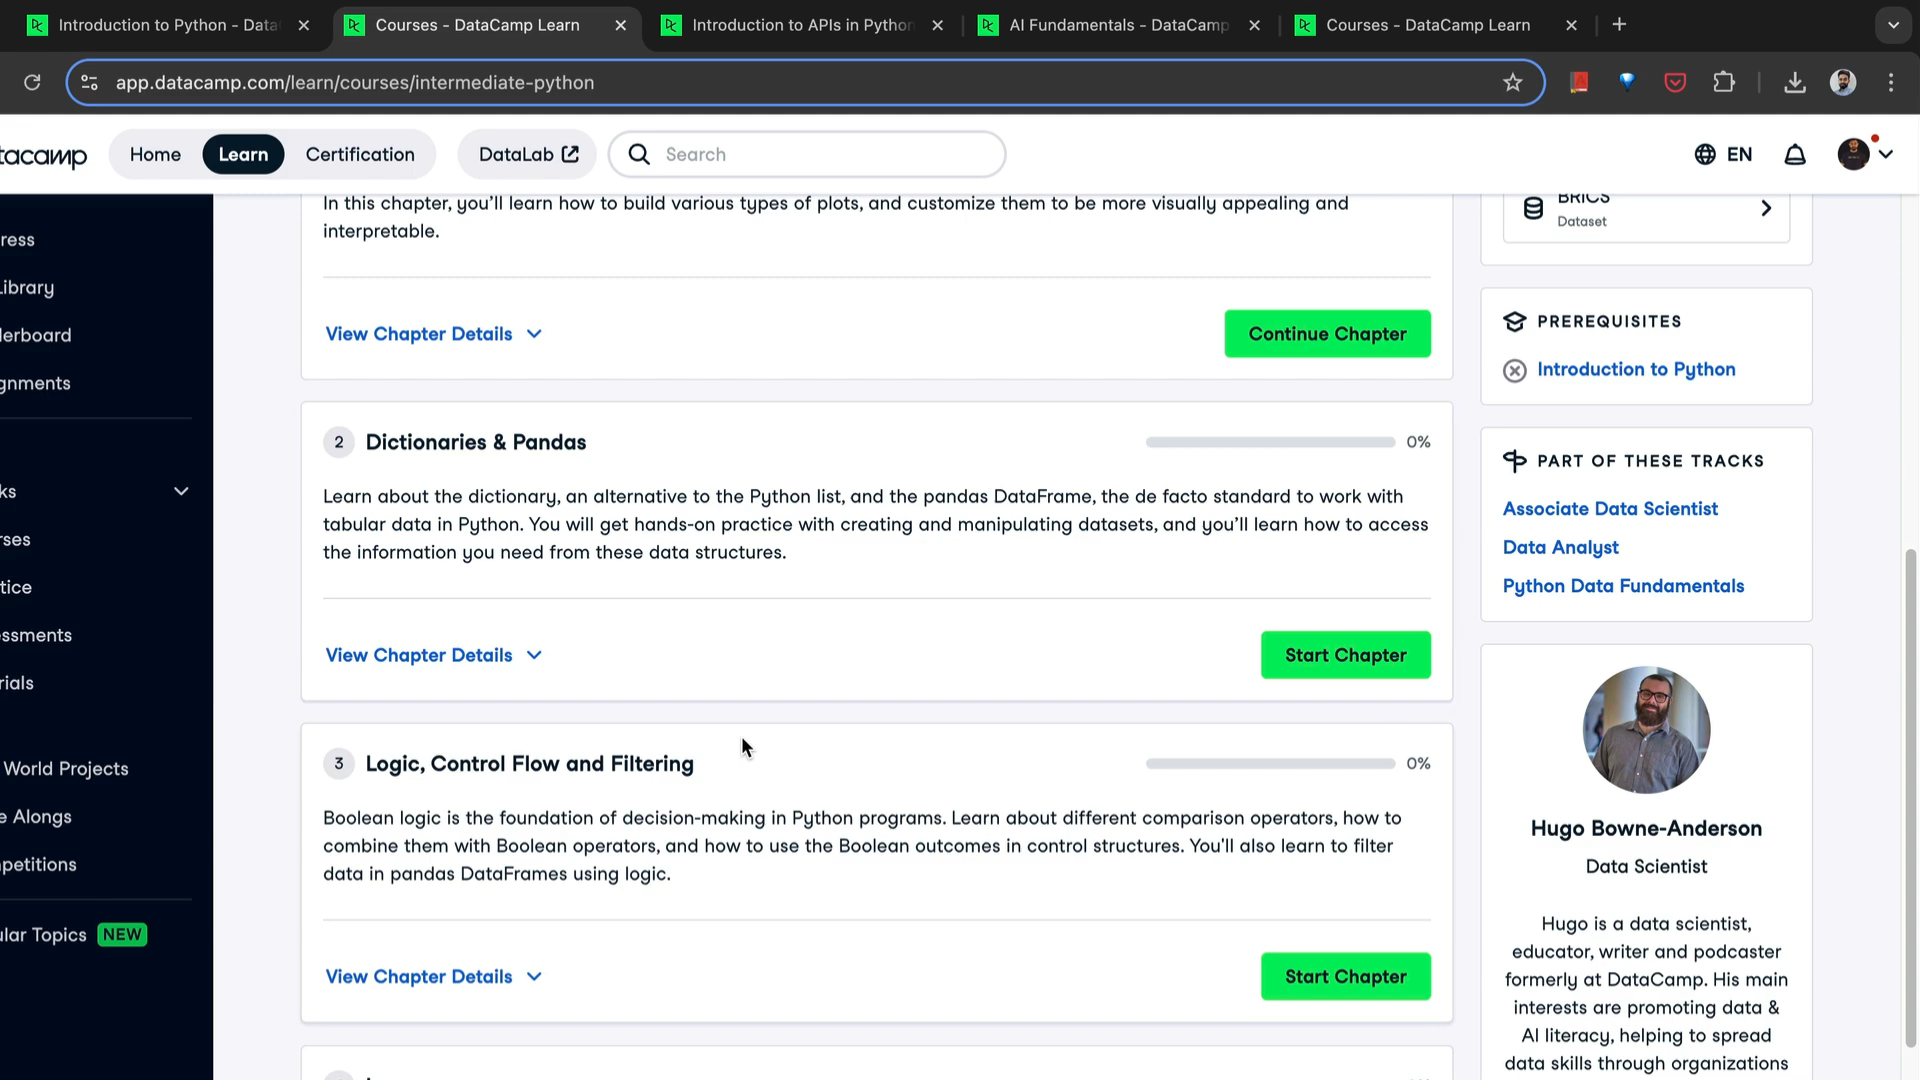 Introduction to Python - Data
Courses - DataCamp Learn
Introduction to APIs in Python
AI Fundamentals - DataCamp
Courses - DataCamp Learn
app.datacamp.com/learn/courses/intermediate-python
tacamp
Home
Learn
Certification
DataLab
Search
EN
ress
Library
lerboard
gnments
ks
rses
tice
essments
rials
World Projects
e Alongs
petitions
ular Topics NEW
In this chapter, you'll learn how to build various types of plots, and customize them to be more visually appealing and
interpretable.
View Chapter Details
Continue Chapter
2 Dictionaries & Pandas
0%
Learn about the dictionary, an alternative to the Python list, and the pandas DataFrame, the de facto standard to work with
tabular data in Python. You will get hands-on practice with creating and manipulating datasets, and you'll learn how to access
the information you need from these data structures.
View Chapter Details
Start Chapter
3 Logic, Control Flow and Filtering
0%
Boolean logic is the foundation of decision-making in Python programs. Learn about different comparison operators, how to
combine them with Boolean operators, and how to use the Boolean outcomes in control structures. You'll also learn to filter
data in pandas DataFrames using logic.
View Chapter Details
Start Chapter
BRICS
Dataset
PREREQUISITES
Introduction to Python
PART OF THESE TRACKS
Associate Data Scientist
Data Analyst
Python Data Fundamentals
Hugo Bowne-Anderson
Data Scientist
Hugo is a data scientist,
educator, writer and podcaster
formerly at DataCamp. His main
interests are promoting data &
AI literacy, helping to spread
data skills through organizations